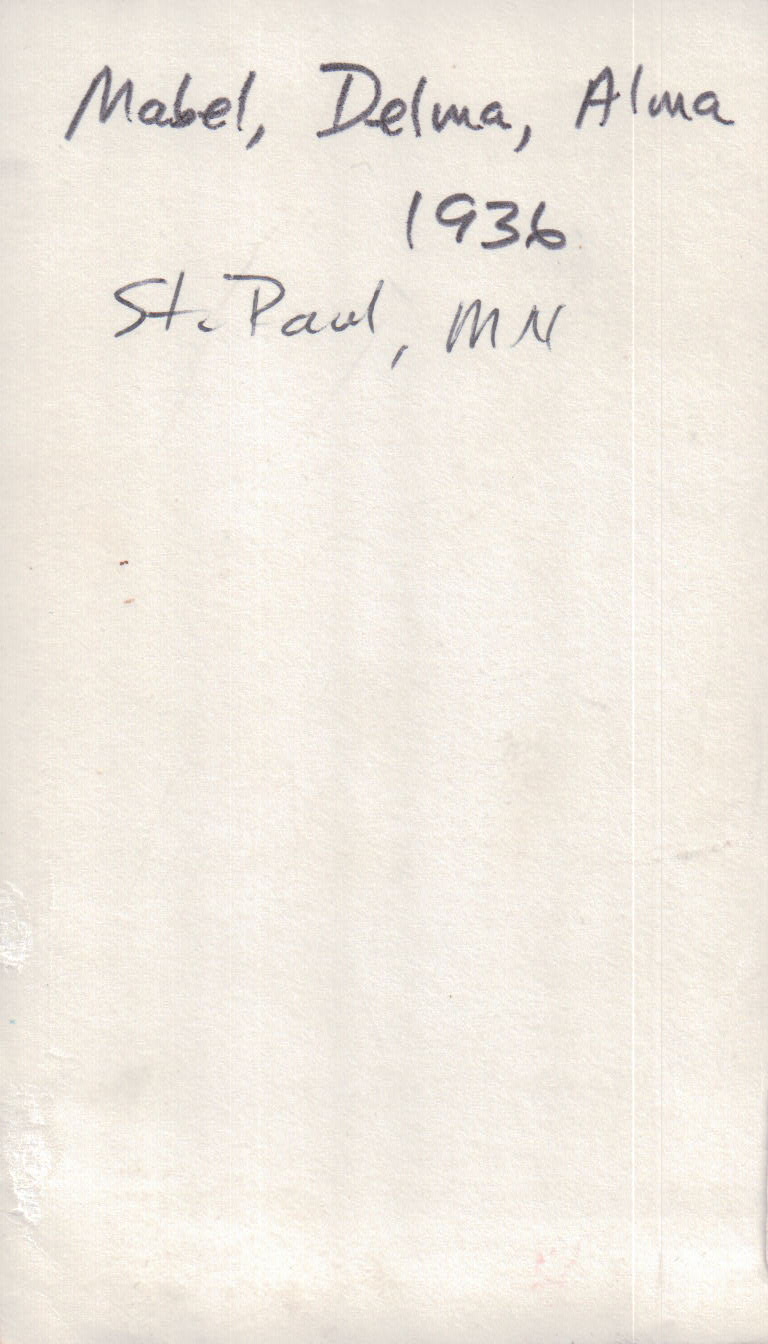 Mabel, Delma, Alma
1936
St. Paul, MN